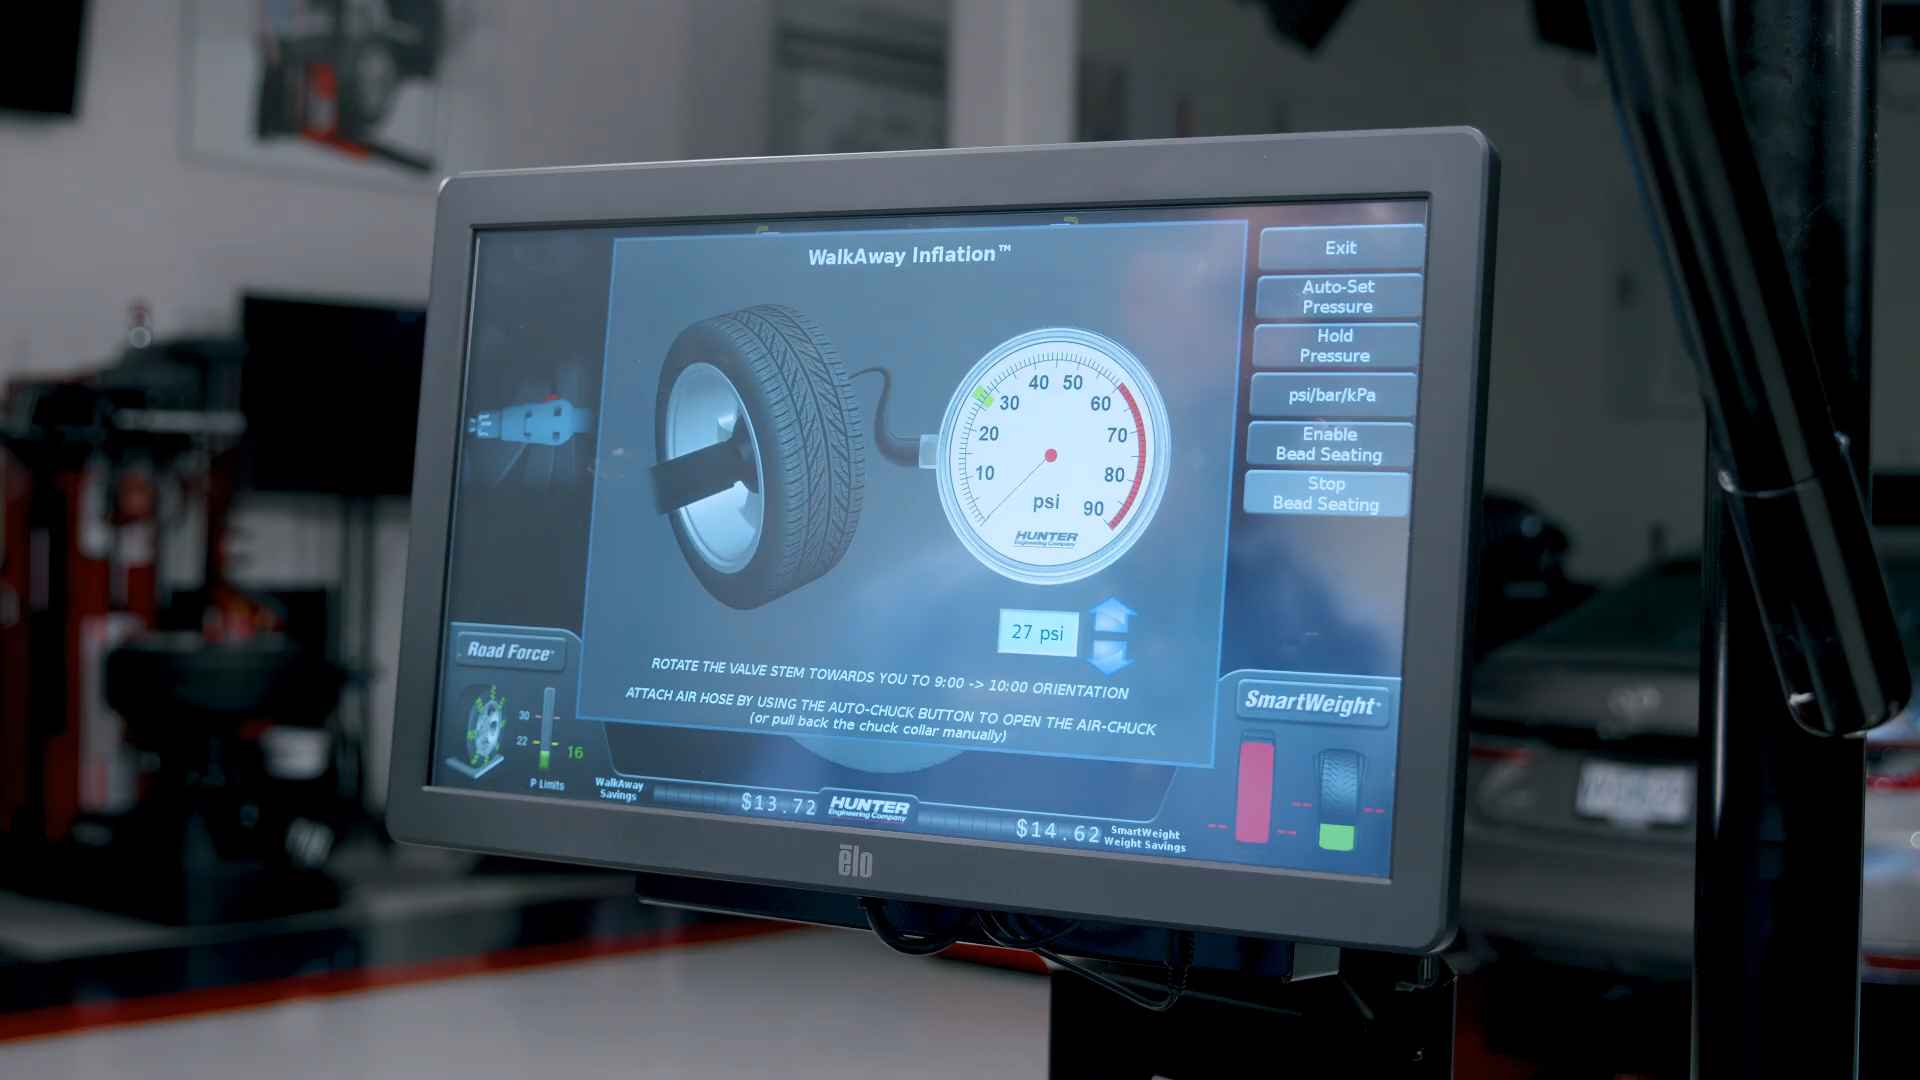 WalkAway Inflation™
Exit
Auto-Set
Pressure
Hold
Pressure
psi/bar/kPa
Enable
Bead Seating
Stop
Bead Seating
10
20
30
40
50
60
70
80
90
psi
HUNTER
Engineering Company
27 psi
ROTATE THE VALVE STEM TOWARDS YOU TO 9:00 -> 10:00 ORIENTATION
ATTACH AIR HOSE BY USING THE AUTO-CHUCK BUTTON TO OPEN THE AIR-CHUCK
(or pull back the chuck collar manually)
Road Force
30
22
16
P Limits
SmartWeight
WalkAway
Savings
$13.72
HUNTER
Engineering Company
$14.62
SmartWeight
Weight Savings
elo